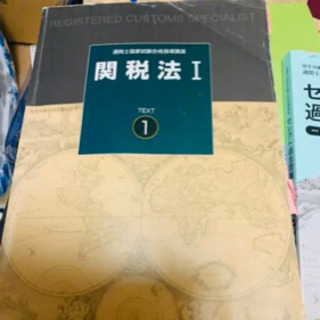 REGISTERED CUSTOMS SPECIALIST
通関士国家試験合格指導講座
関税法 I
TEXT
1
セ
過